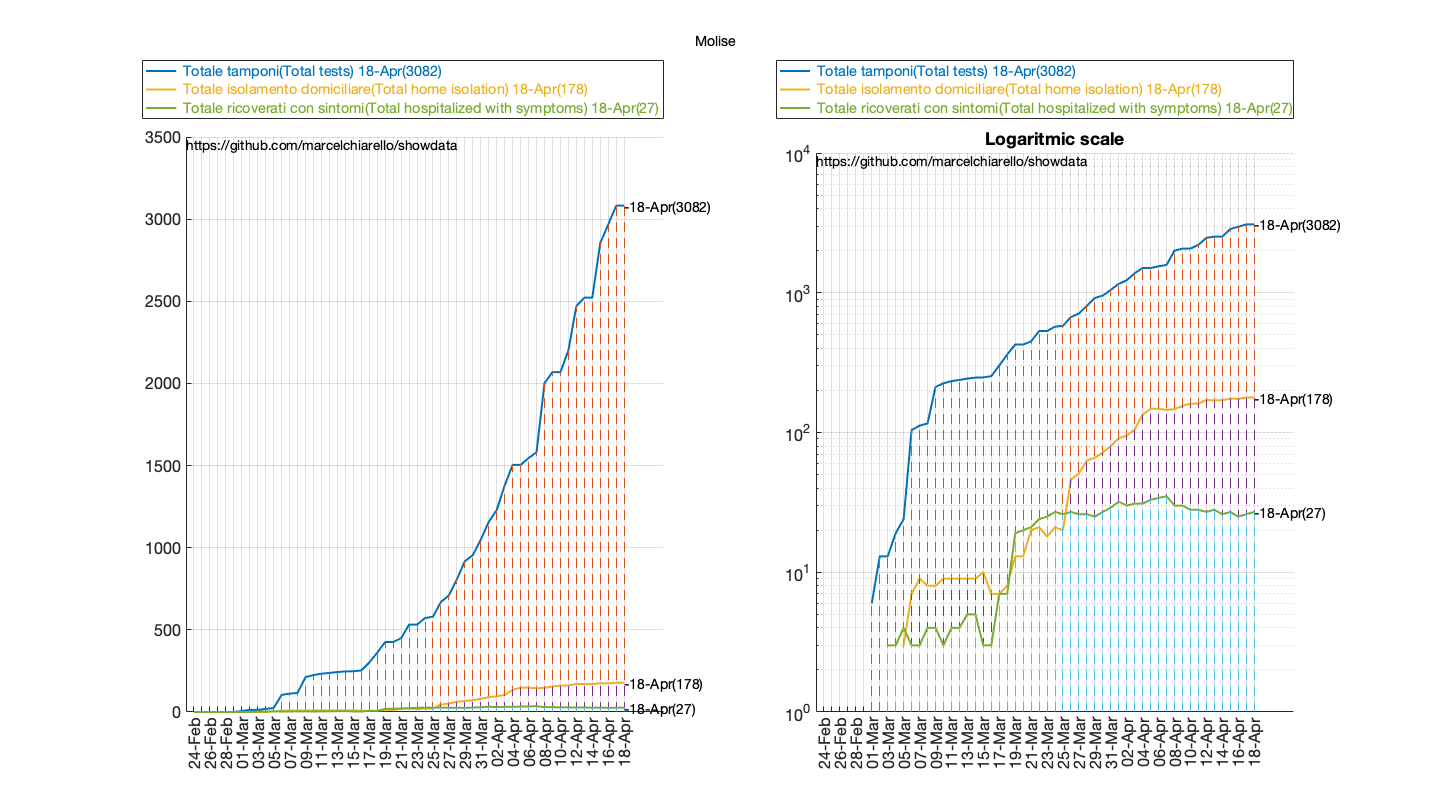 Molise
Totale tamponi(Total tests) 18-Apr(3082)
Totale isolamento domiciliare(Total home isolation) 18-Apr(178)
Totale ricoverati con sintomi(Total hospitalized with symptoms) 18-Apr(27)
3500
https://github.com/marcelchiarello/showdata
3000
2500
2000
1500
1000
500
0
18-Apr(3082)
18-Apr(178)
18-Apr(27)
24-Feb
26-Feb
28-Feb
01-Mar
03-Mar
05-Mar
07-Mar
09-Mar
11-Mar
13-Mar
15-Mar
17-Mar
19-Mar
21-Mar
23-Mar
25-Mar
27-Mar
29-Mar
31-Mar
02-Apr
04-Apr
06-Apr
08-Apr
10-Apr
12-Apr
14-Apr
16-Apr
18-Apr
Totale tamponi(Total tests) 18-Apr(3082)
Totale isolamento domiciliare(Total home isolation) 18-Apr(178)
Totale ricoverati con sintomi(Total hospitalized with symptoms) 18-Apr(27)
Logaritmic scale
10^4
https://github.com/marcelchiarello/showdata
10^3
10^2
10^1
10^0
18-Apr(3082)
18-Apr(178)
18-Apr(27)
24-Feb
26-Feb
28-Feb
01-Mar
03-Mar
05-Mar
07-Mar
09-Mar
11-Mar
13-Mar
15-Mar
17-Mar
19-Mar
21-Mar
23-Mar
25-Mar
27-Mar
29-Mar
31-Mar
02-Apr
04-Apr
06-Apr
08-Apr
10-Apr
12-Apr
14-Apr
16-Apr
18-Apr